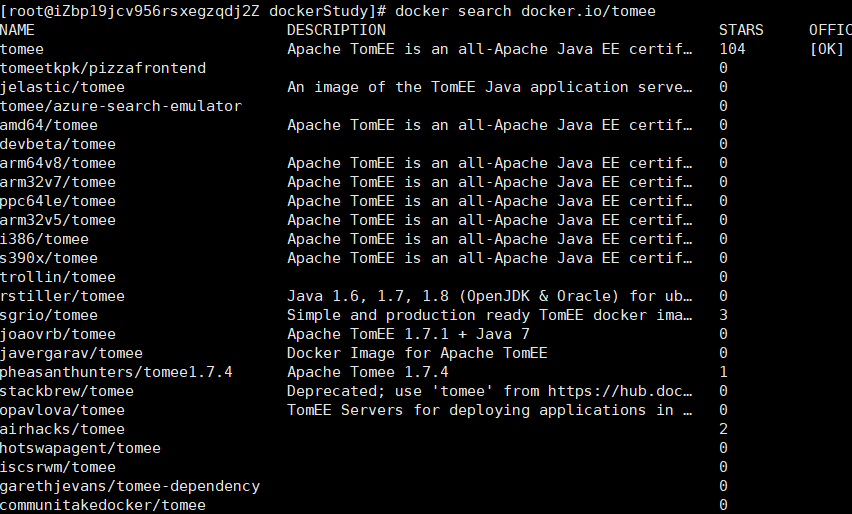 [root@iZbp19jcv956rsxegzqdj2Z dockerStudy]# docker search docker.io/tomee
NAME DESCRIPTION STARS OFFIC
tomee Apache TomEE is an all-Apache Java EE certif… 104 [OK]
tomeetkpk/pizzafrontend 0
jelastic/tomee An image of the TomEE Java application serve… 0
tomee/azure-search-emulator 0
amd64/tomee Apache TomEE is an all-Apache Java EE certif… 0
devbeta/tomee 0
arm64v8/tomee Apache TomEE is an all-Apache Java EE certif… 0
arm32v7/tomee Apache TomEE is an all-Apache Java EE certif… 0
ppc64le/tomee Apache TomEE is an all-Apache Java EE certif… 0
arm32v5/tomee Apache TomEE is an all-Apache Java EE certif… 0
i386/tomee Apache TomEE is an all-Apache Java EE certif… 0
s390x/tomee Apache TomEE is an all-Apache Java EE certif… 0
trollin/tomee 0
rstiller/tomee Java 1.6, 1.7, 1.8 (OpenJDK & Oracle) for ub… 0
sgrio/tomee Simple and production ready TomEE docker ima… 3
joaovrb/tomee Apache TomEE 1.7.1 + Java 7 0
javergarav/tomee Docker Image for Apache TomEE 0
pheasanthunters/tomee1.7.4 Apache Tomee 1.7.4 1
stackbrew/tomee Deprecated; use 'tomee' from https://hub.doc… 0
opavlova/tomee TomEE Servers for deploying applications in … 0
airhacks/tomee 2
hotswapagent/tomee 0
iscsrwm/tomee 0
garethjevans/tomee-dependency 0
communitakedocker/tomee 0